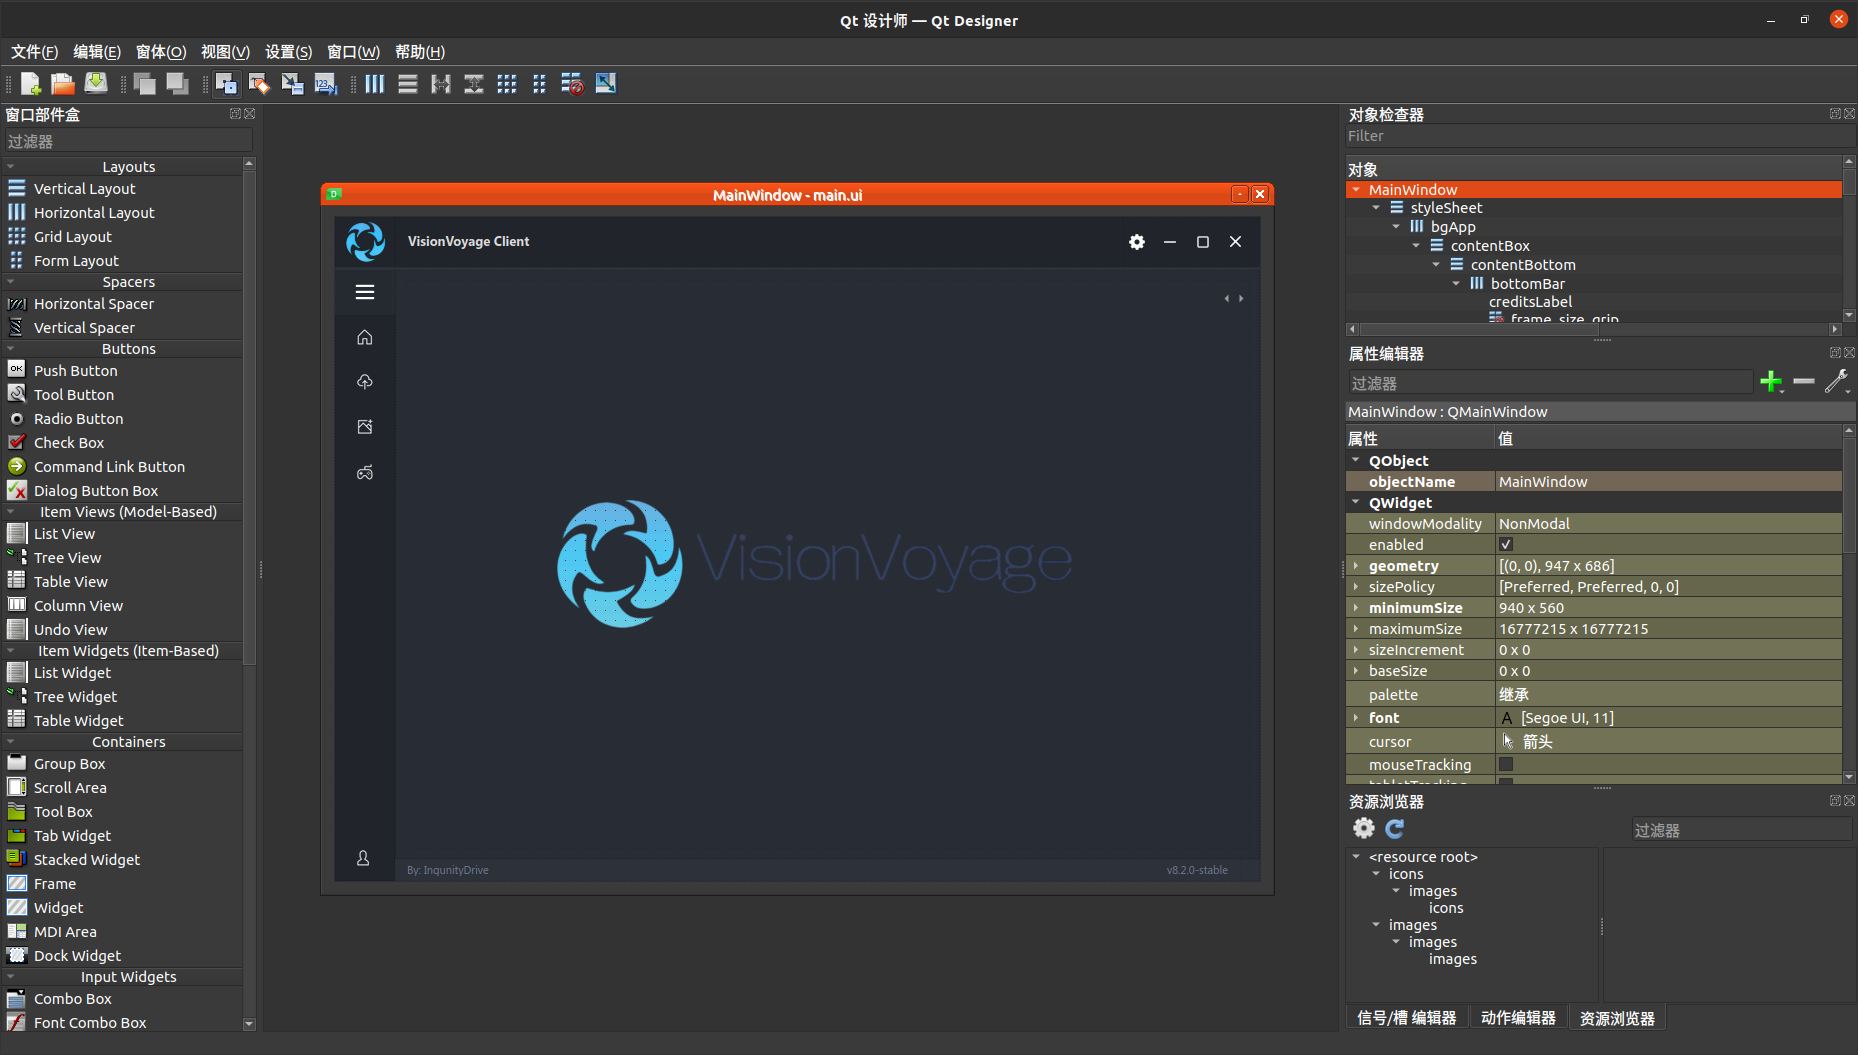 Qt 设计师 — Qt Designer
文件(F) 编辑(E) 窗体(O) 视图(V) 设置(S) 窗口(W) 帮助(H)
窗口部件盒
过滤器
Layouts
Vertical Layout
Horizontal Layout
Grid Layout
Form Layout
Spacers
Horizontal Spacer
Vertical Spacer
Buttons
Push Button
Tool Button
Radio Button
Check Box
Command Link Button
Dialog Button Box
Item Views (Model-Based)
List View
Tree View
Table View
Column View
Undo View
Item Widgets (Item-Based)
List Widget
Tree Widget
Table Widget
Containers
Group Box
Scroll Area
Tool Box
Tab Widget
Stacked Widget
Frame
Widget
MDI Area
Dock Widget
Input Widgets
Combo Box
Font Combo Box
MainWindow - main.ui
VisionVoyage Client
VisionVoyage
By: InqunityDrive
v8.2.0-stable
对象检查器
Filter
对象
MainWindow
styleSheet
bgApp
contentBox
contentBottom
bottomBar
creditsLabel
frame_size_grip
属性编辑器
过滤器
MainWindow : QMainWindow
属性 值
QObject
objectName MainWindow
QWidget
windowModality NonModal
enabled
geometry [(0, 0), 947 x 686]
sizePolicy [Preferred, Preferred, 0, 0]
minimumSize 940 x 560
maximumSize 16777215 x 16777215
sizeIncrement 0 x 0
baseSize 0 x 0
palette 继承
font A [Segoe UI, 11]
cursor 箭头
mouseTracking
tabletTracking
资源浏览器
过滤器
<resource root>
icons
images
icons
images
images
images
信号/槽 编辑器 动作编辑器 资源浏览器